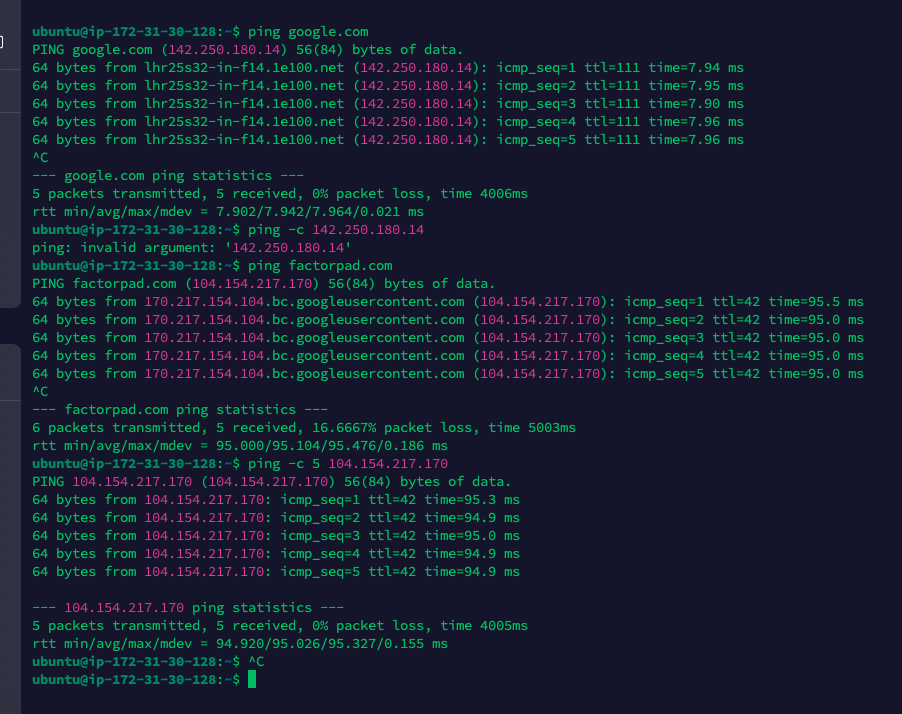 ubuntu@ip-172-31-30-128:~$ ping google.com
PING google.com (142.250.180.14) 56(84) bytes of data.
64 bytes from lhr25s32-in-f14.1e100.net (142.250.180.14): icmp_seq=1 ttl=111 time=7.94 ms
64 bytes from lhr25s32-in-f14.1e100.net (142.250.180.14): icmp_seq=2 ttl=111 time=7.95 ms
64 bytes from lhr25s32-in-f14.1e100.net (142.250.180.14): icmp_seq=3 ttl=111 time=7.90 ms
64 bytes from lhr25s32-in-f14.1e100.net (142.250.180.14): icmp_seq=4 ttl=111 time=7.96 ms
64 bytes from lhr25s32-in-f14.1e100.net (142.250.180.14): icmp_seq=5 ttl=111 time=7.96 ms
^C
--- google.com ping statistics ---
5 packets transmitted, 5 received, 0% packet loss, time 4006ms
rtt min/avg/max/mdev = 7.902/7.942/7.964/0.021 ms
ubuntu@ip-172-31-30-128:~$ ping -c 142.250.180.14
ping: invalid argument: '142.250.180.14'
ubuntu@ip-172-31-30-128:~$ ping factorpad.com
PING factorpad.com (104.154.217.170) 56(84) bytes of data.
64 bytes from 170.217.154.104.bc.googleusercontent.com (104.154.217.170): icmp_seq=1 ttl=42 time=95.5 ms
64 bytes from 170.217.154.104.bc.googleusercontent.com (104.154.217.170): icmp_seq=2 ttl=42 time=95.0 ms
64 bytes from 170.217.154.104.bc.googleusercontent.com (104.154.217.170): icmp_seq=3 ttl=42 time=95.0 ms
64 bytes from 170.217.154.104.bc.googleusercontent.com (104.154.217.170): icmp_seq=4 ttl=42 time=95.0 ms
64 bytes from 170.217.154.104.bc.googleusercontent.com (104.154.217.170): icmp_seq=5 ttl=42 time=95.0 ms
^C
--- factorpad.com ping statistics ---
6 packets transmitted, 5 received, 16.6667% packet loss, time 5003ms
rtt min/avg/max/mdev = 95.000/95.104/95.476/0.186 ms
ubuntu@ip-172-31-30-128:~$ ping -c 5 104.154.217.170
PING 104.154.217.170 (104.154.217.170) 56(84) bytes of data.
64 bytes from 104.154.217.170: icmp_seq=1 ttl=42 time=95.3 ms
64 bytes from 104.154.217.170: icmp_seq=2 ttl=42 time=94.9 ms
64 bytes from 104.154.217.170: icmp_seq=3 ttl=42 time=95.0 ms
64 bytes from 104.154.217.170: icmp_seq=4 ttl=42 time=94.9 ms
64 bytes from 104.154.217.170: icmp_seq=5 ttl=42 time=94.9 ms

--- 104.154.217.170 ping statistics ---
5 packets transmitted, 5 received, 0% packet loss, time 4005ms
rtt min/avg/max/mdev = 94.920/95.026/95.327/0.155 ms
ubuntu@ip-172-31-30-128:~$ ^C
ubuntu@ip-172-31-30-128:~$